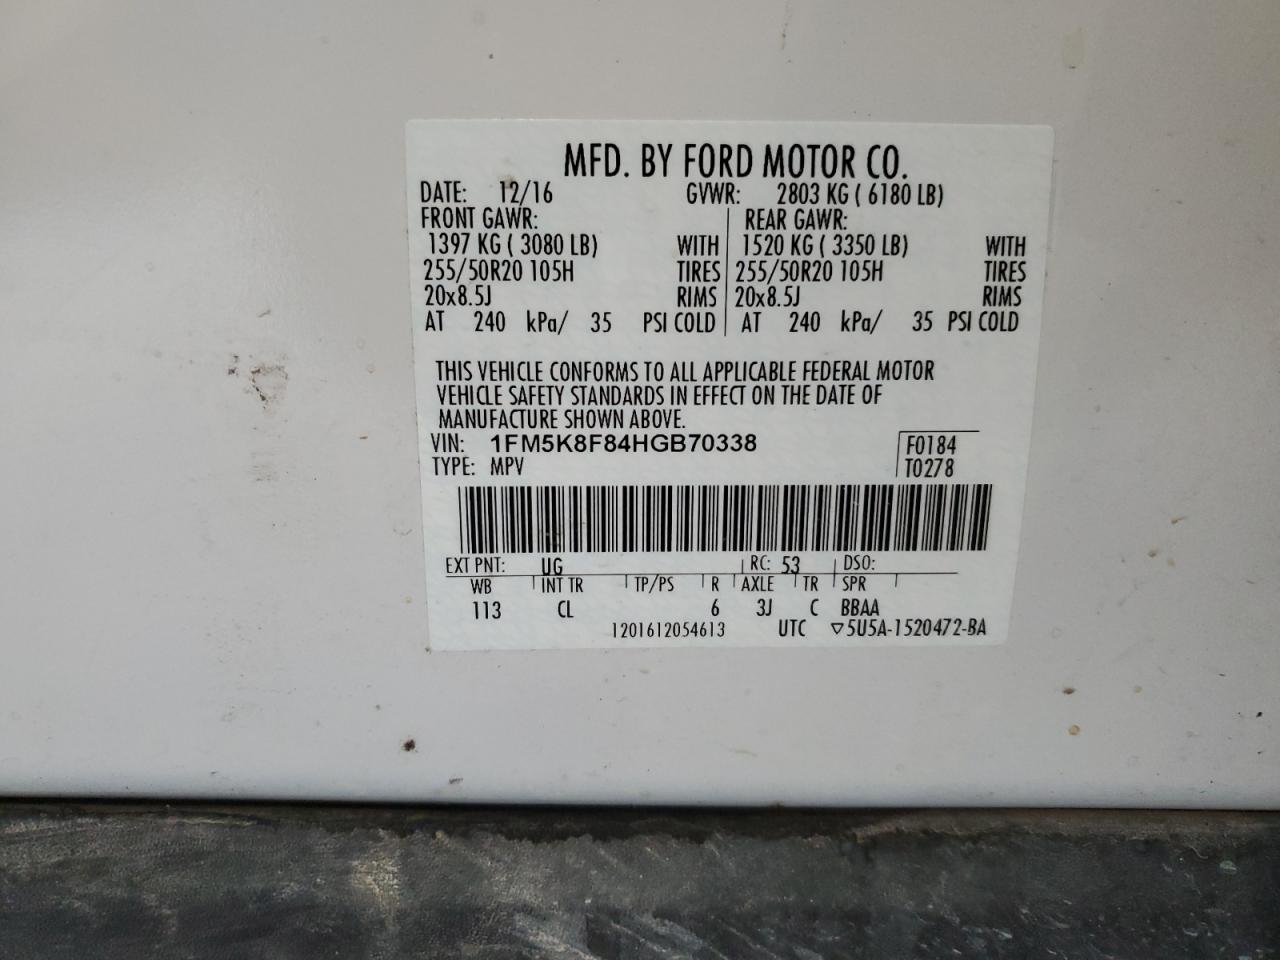 MFD. BY FORD MOTOR CO.
DATE: 12/16 GVWR: 2803 KG ( 6180 LB)
FRONT GAWR: REAR GAWR:
1397 KG ( 3080 LB) WITH 1520 KG ( 3350 LB) WITH
255/50R20 105H TIRES 255/50R20 105H TIRES
20x8.5J RIMS 20x8.5J RIMS
AT 240 kPa/ 35 PSI COLD AT 240 kPa/ 35 PSI COLD
THIS VEHICLE CONFORMS TO ALL APPLICABLE FEDERAL MOTOR
VEHICLE SAFETY STANDARDS IN EFFECT ON THE DATE OF
MANUFACTURE SHOWN ABOVE.
VIN: 1FM5K8F84HGB70338 F0184
TYPE: MPV T0278
EXT PNT: UG RC: 53 DSO:
WB INT TR TP/PS R AXLE TR SPR
113 CL 6 3J C BBAA
1201612054613 UTC ▽5U5A-1520472-BA